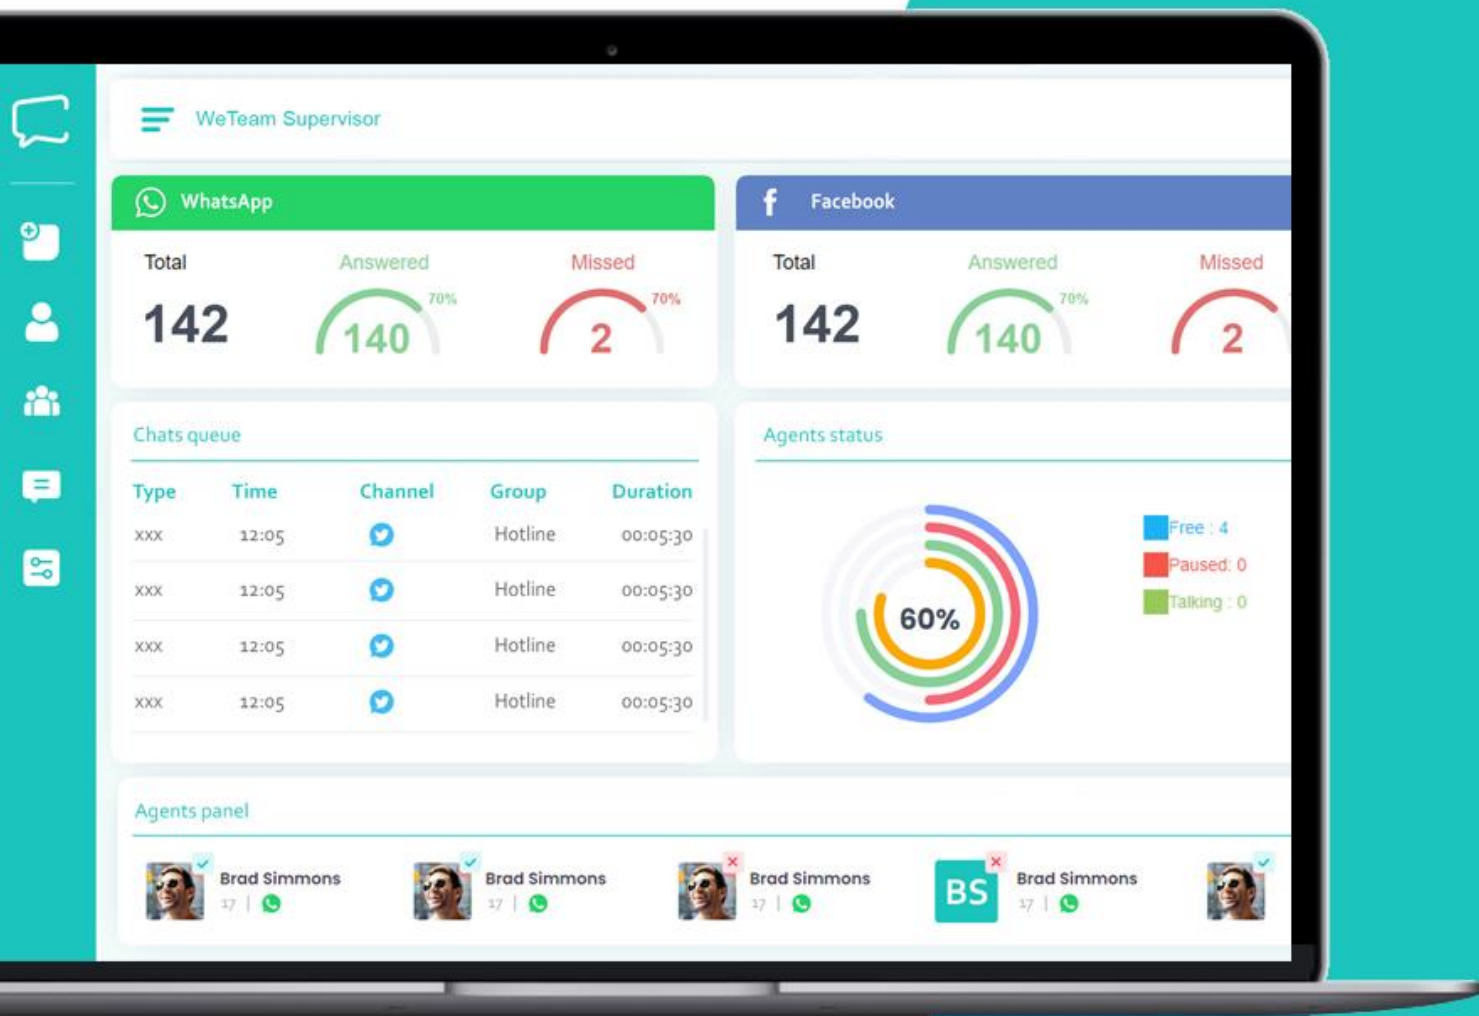 WeTeam Supervisor
WhatsApp
Total Answered Missed
142 140 70% 2 70%
Facebook
Total Answered Missed
142 140 70% 2
Chats queue
Type Time Channel Group Duration
xxx 12:05 Hotline 00:05:30
xxx 12:05 Hotline 00:05:30
xxx 12:05 Hotline 00:05:30
xxx 12:05 Hotline 00:05:30
Agents status
60%
Free : 4
Paused: 0
Talking : 0
Agents panel
Brad Simmons
17 |
Brad Simmons
17 |
Brad Simmons
17 |
BS
Brad Simmons
17 |